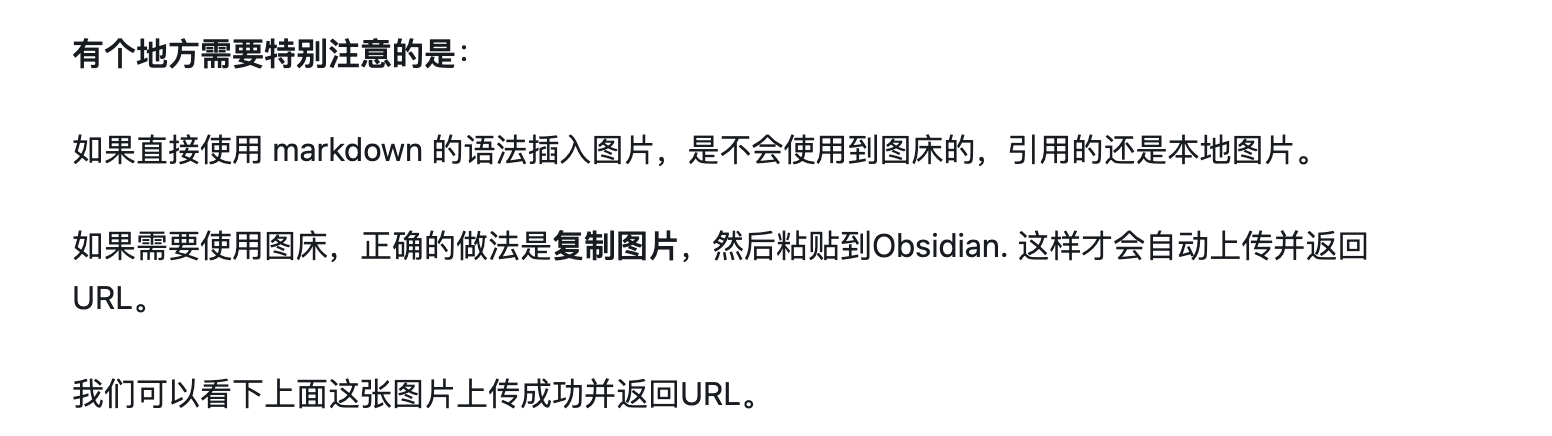 有个地方需要特别注意的是：
如果直接使用 markdown 的语法插入图片，是不会使用到图床的，引用的还是本地图片。
如果需要使用图床，正确的做法是复制图片，然后粘贴到Obsidian. 这样才会自动上传并返回
URL。
我们可以看下上面这张图片上传成功并返回URL。